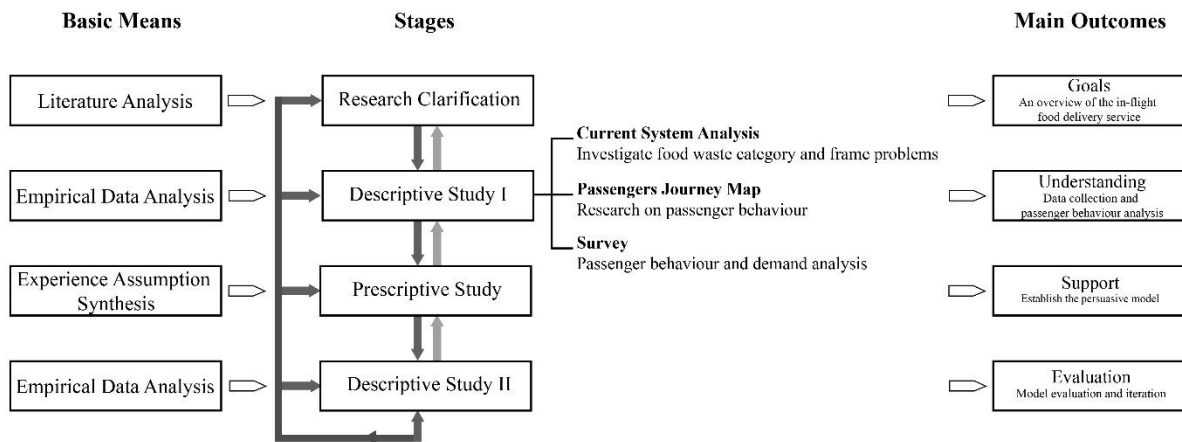 Basic Means
Stages
Main Outcomes
Literature Analysis
Research Clarification
Goals
An overview of the in-flight
food delivery service
Current System Analysis
Investigate food waste category and frame problems
Empirical Data Analysis
Descriptive Study I
Passengers Journey Map
Research on passenger behaviour
Understanding
Data collection and
passenger behaviour analysis
Survey
Passenger behaviour and demand analysis
Experience Assumption
Synthesis
Prescriptive Study
Support
Establish the persuasive model
Empirical Data Analysis
Descriptive Study II
Evaluation
Model evaluation and iteration